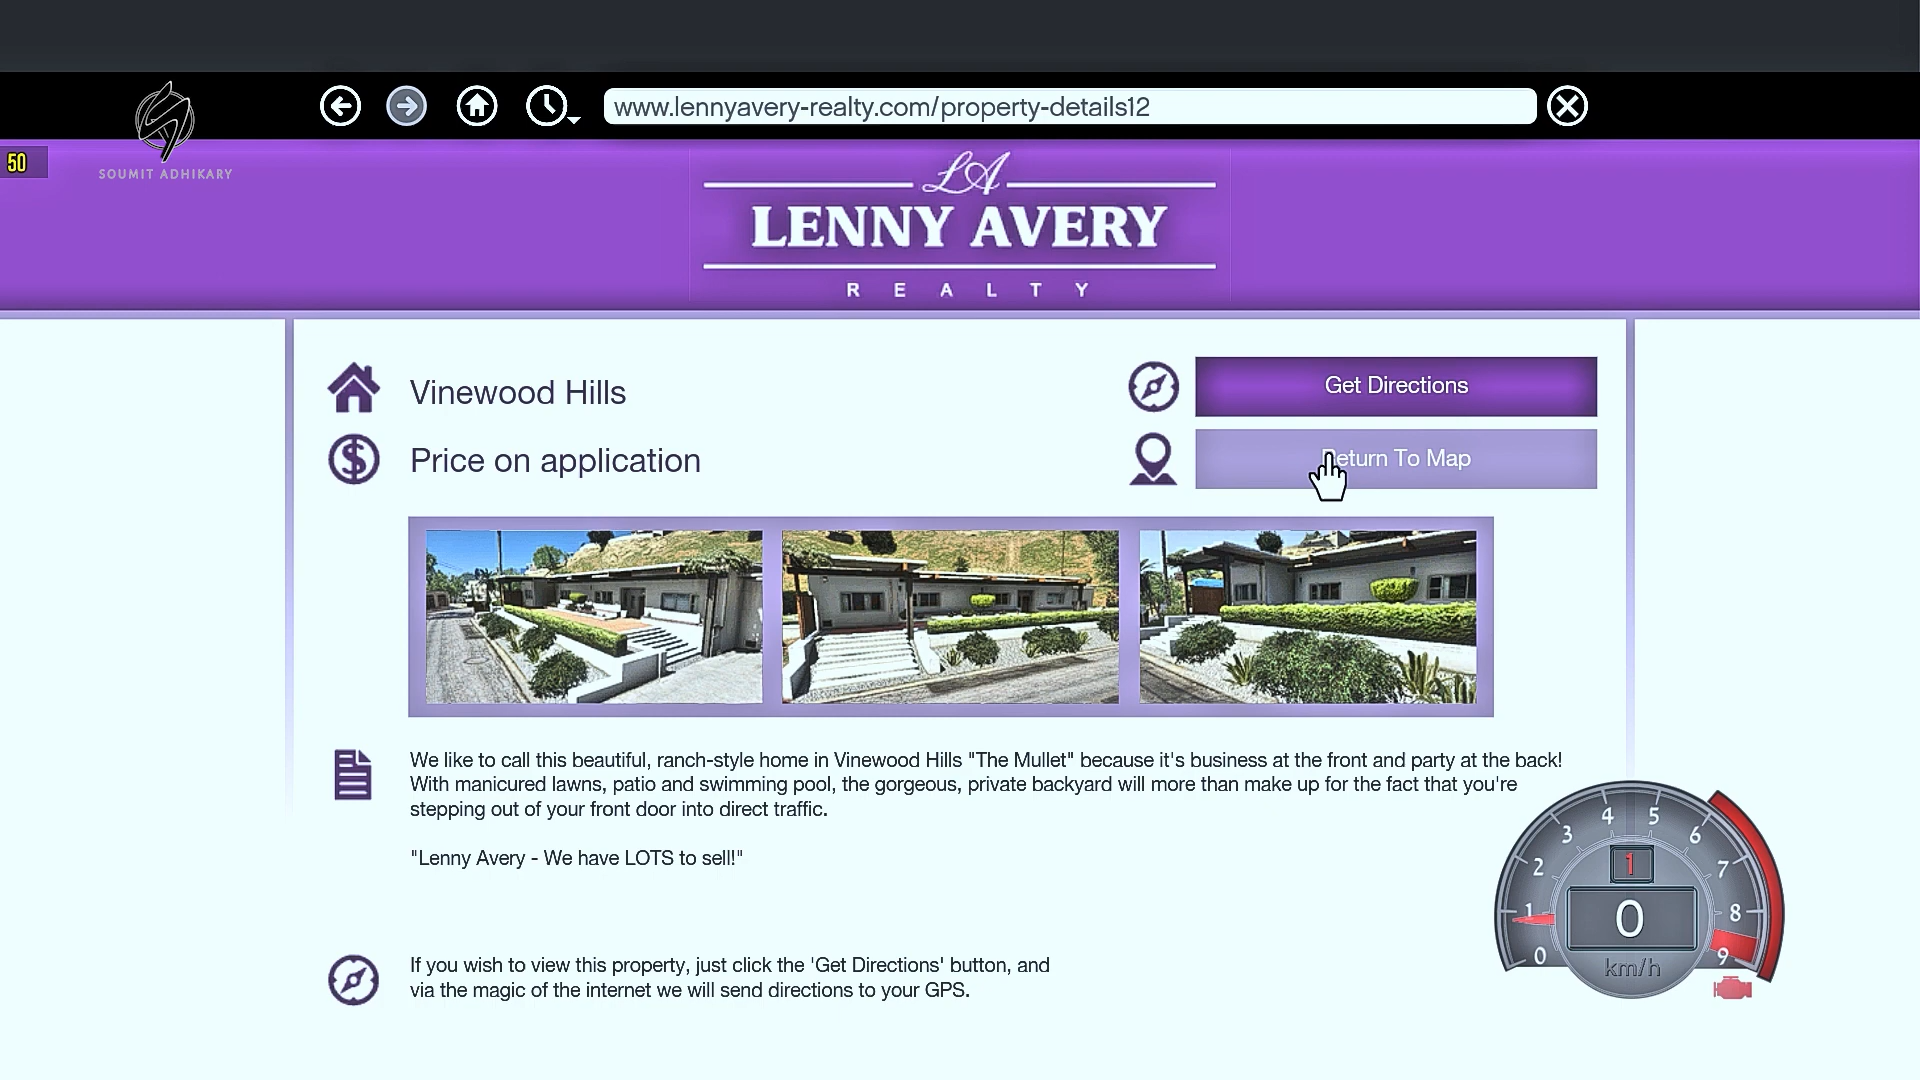 www.lennyavery-realty.com/property-details12
50
SOUMIT ADHIKARY
LA
LENNY AVERY
REALTY
Vinewood Hills
Get Directions
Price on application
Return To Map
We like to call this beautiful, ranch-style home in Vinewood Hills "The Mullet" because it's business at the front and party at the back!
With manicured lawns, patio and swimming pool, the gorgeous, private backyard will more than make up for the fact that you're
stepping out of your front door into direct traffic.
"Lenny Avery - We have LOTS to sell!"
If you wish to view this property, just click the 'Get Directions' button, and
via the magic of the internet we will send directions to your GPS.
0 1 2 3 4 5 6 7 8 9
1
0
km/h